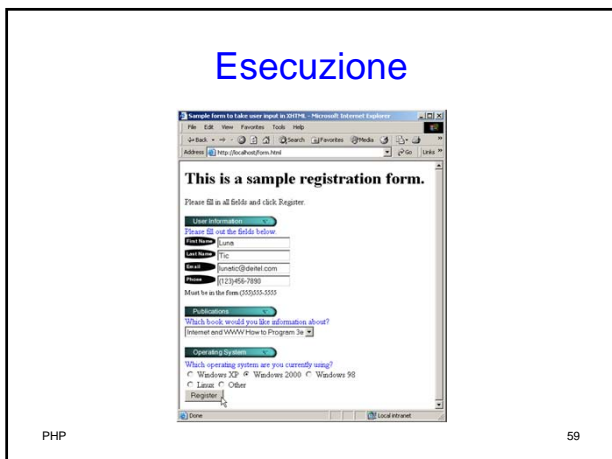 Esecuzione
Sample form to take user input in XHTML - Microsoft Internet Explorer
File Edit View Favorites Tools Help
Back Search Favorites Media
Address http://localhost/form.html Go Links
This is a sample registration form.
Please fill in all fields and click Register.
User Information
Please fill out the fields below.
First Name Luna
Last Name Tic
Email lunatic@deitel.com
Phone (123)456-7890
Must be in the form (555)555-5555
Publications
Which book would you like information about?
Internet and WWW How to Program 3e
Operating System
Which operating system are you currently using?
Windows XP Windows 2000 Windows 98
Linux Other
Register
Done Local intranet
PHP 59